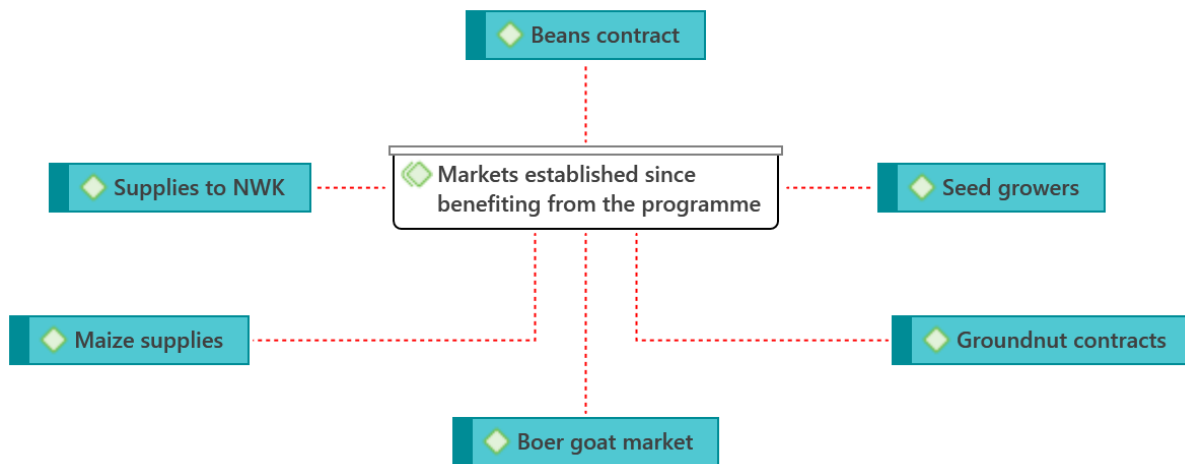 Beans contract
Supplies to NWK
Markets established since
benefiting from the programme
Seed growers
Maize supplies
Groundnut contracts
Boer goat market